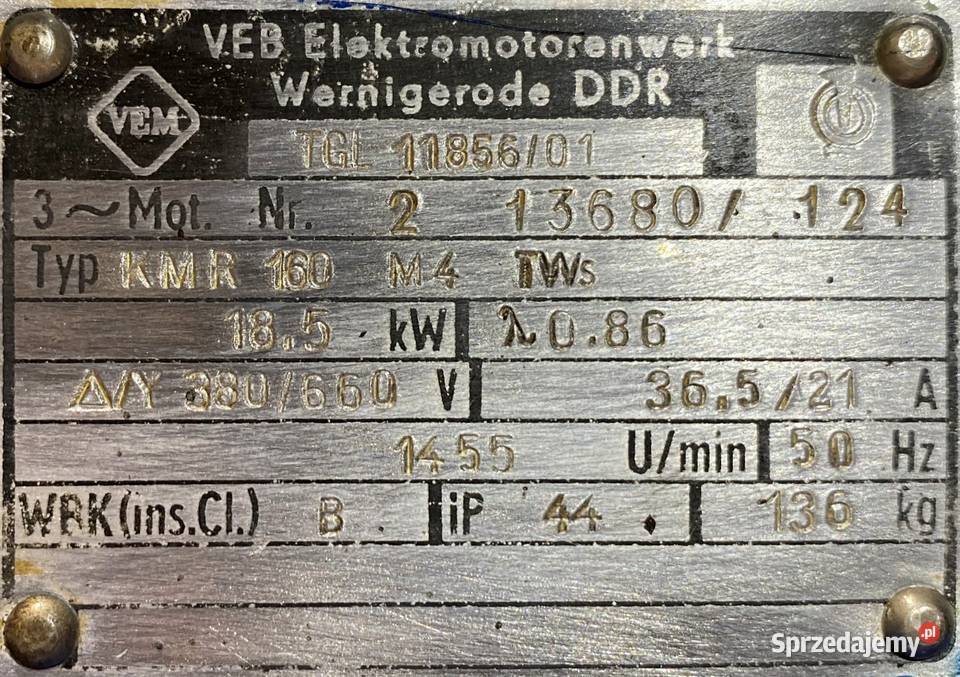 VEB Elektromotorenwerk
Wernigerode DDR
VEM
TGL 11856/01
3~Mot. Nr. 2 13680/ 124
Typ KMR 160 M4 TWs
18.5 kW λ 0.86
Δ/Y 380/660 V 36.5/21 A
1455 U/min 50 Hz
WBK(ins.Cl.) B iP 44 . 136 kg
Sprzedajemy.pl